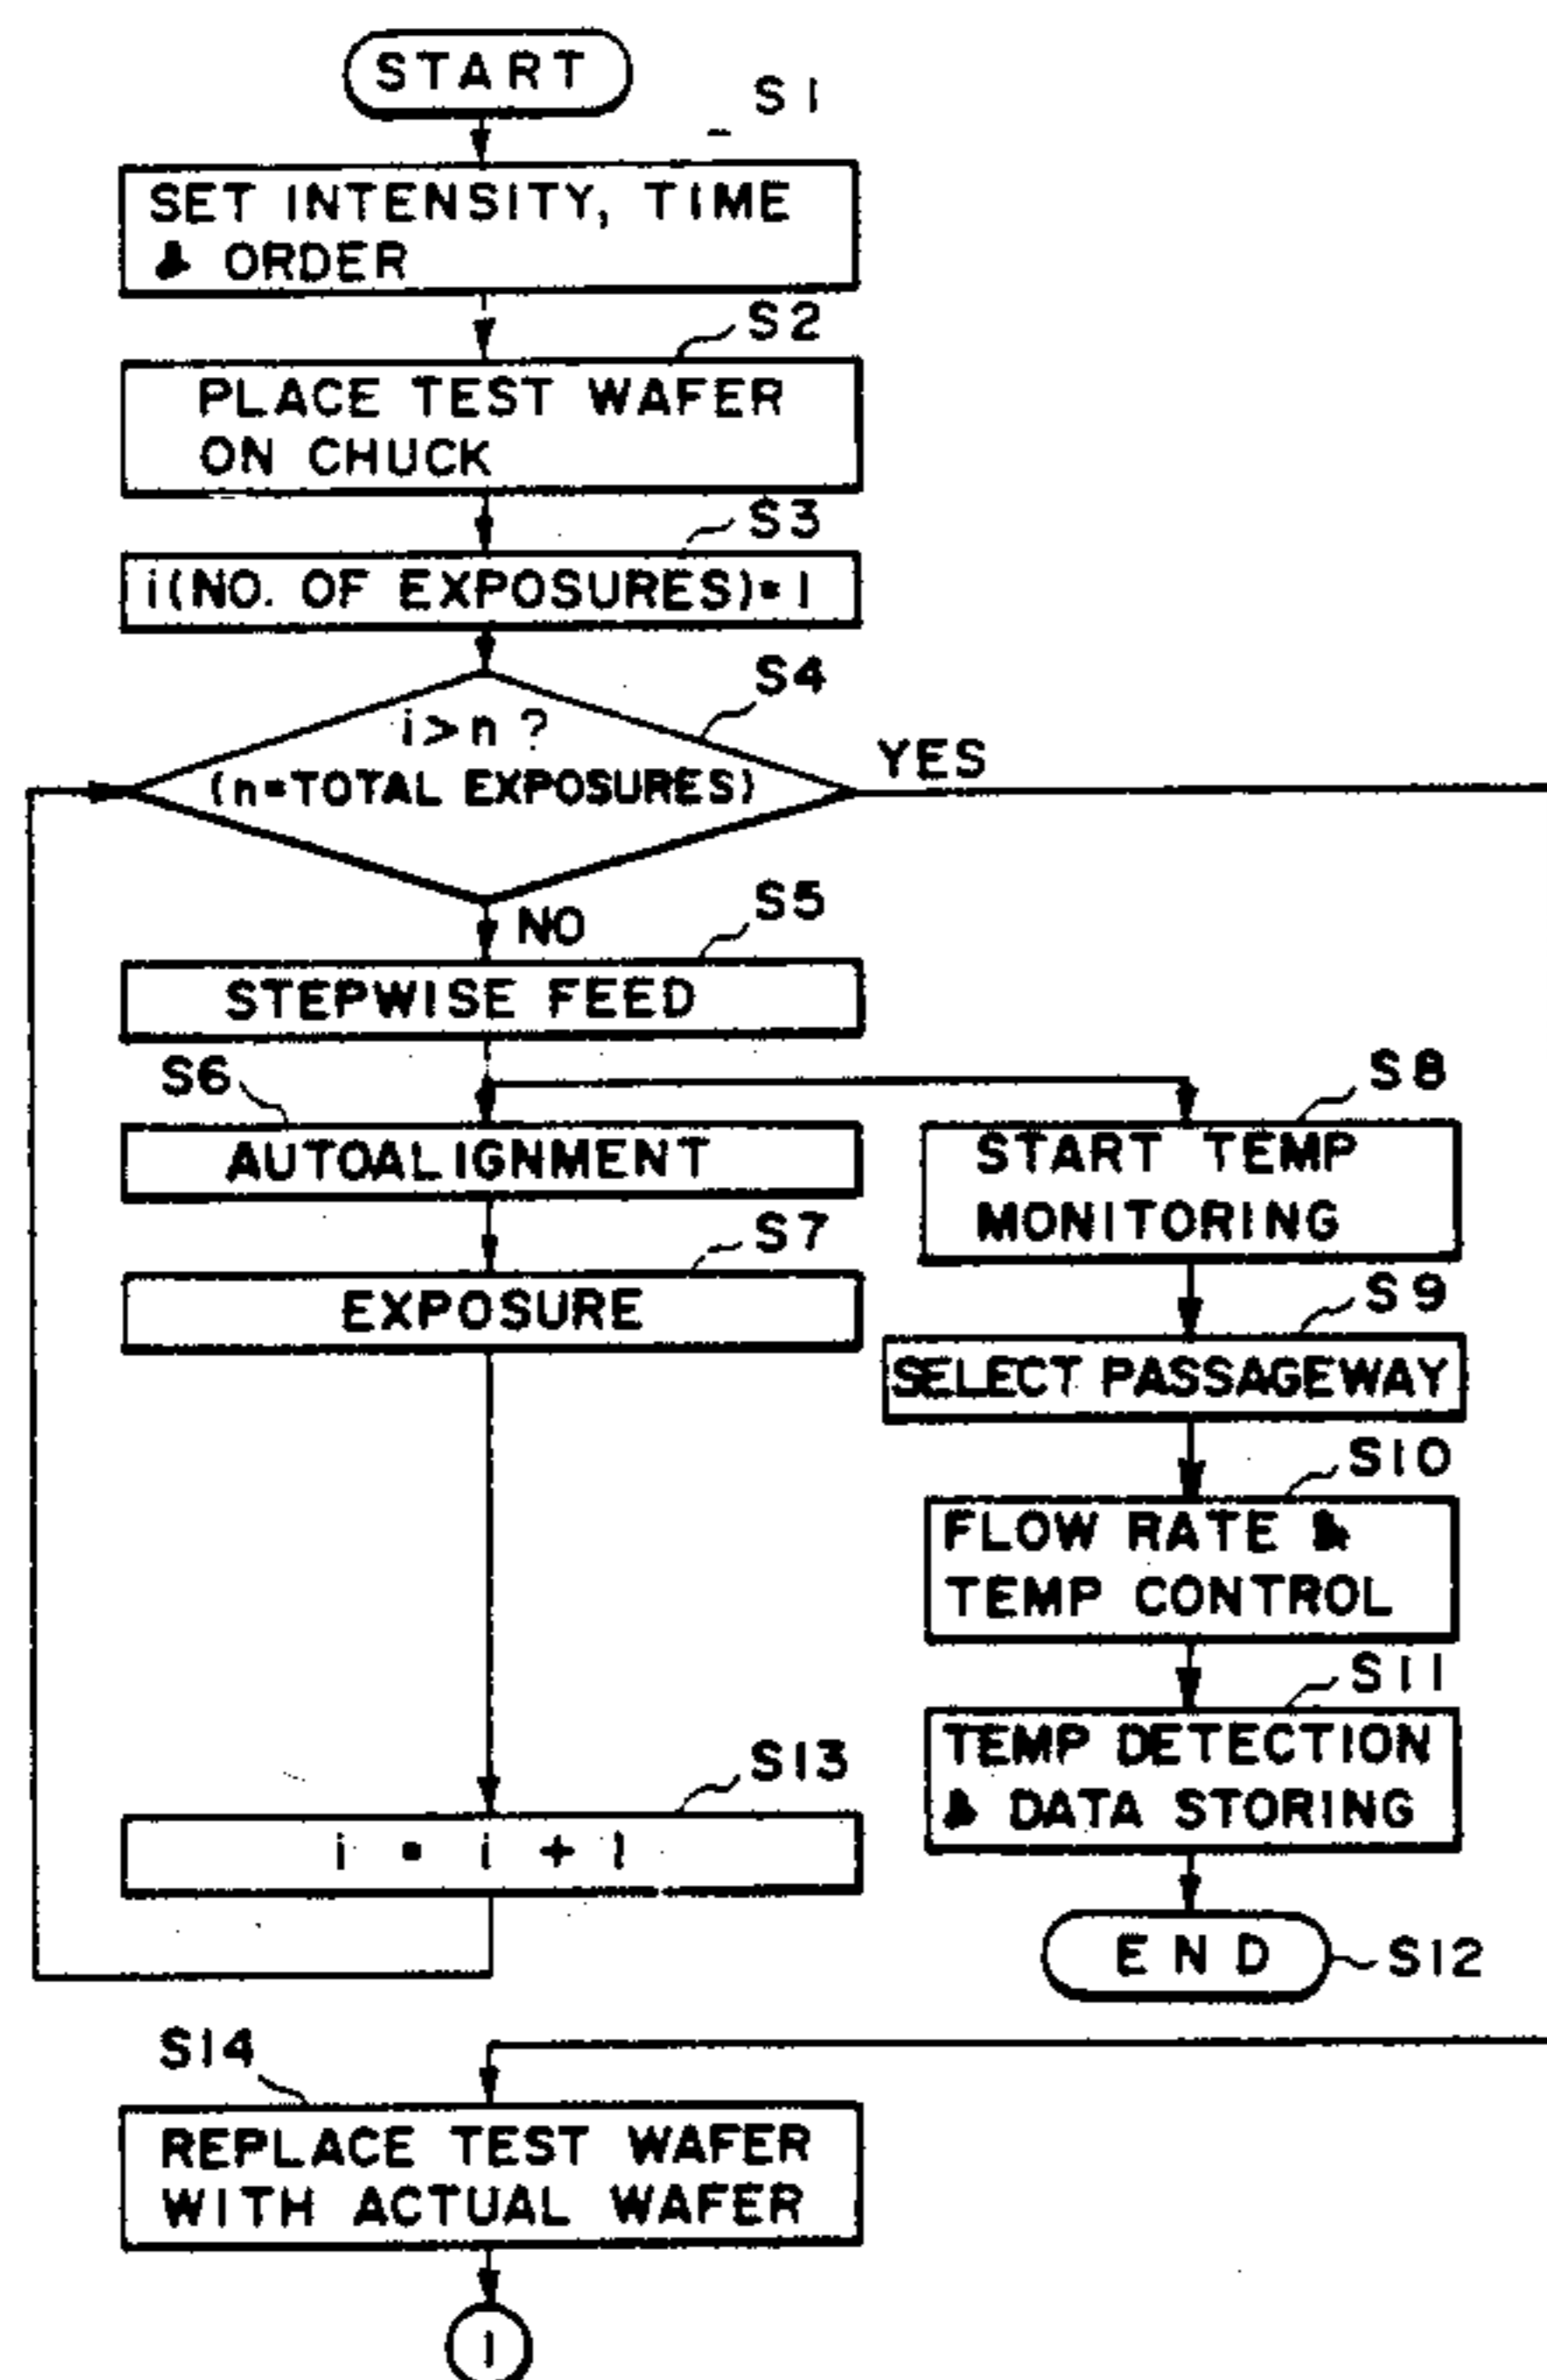 START
S1
SET INTENSITY, TIME
& ORDER
S2
PLACE TEST WAFER
ON CHUCK
S3
i(NO. OF EXPOSURES)=1
S4
i>n?
(n=TOTAL EXPOSURES)
YES
NO
S5
STEPWISE FEED
S6
AUTOALIGNMENT
S7
EXPOSURE
S8
START TEMP
MONITORING
S9
SELECT PASSAGEWAY
S10
FLOW RATE &
TEMP CONTROL
S11
TEMP DETECTION
& DATA STORING
END
S12
S13
i = i + 1
S14
REPLACE TEST WAFER
WITH ACTUAL WAFER
1